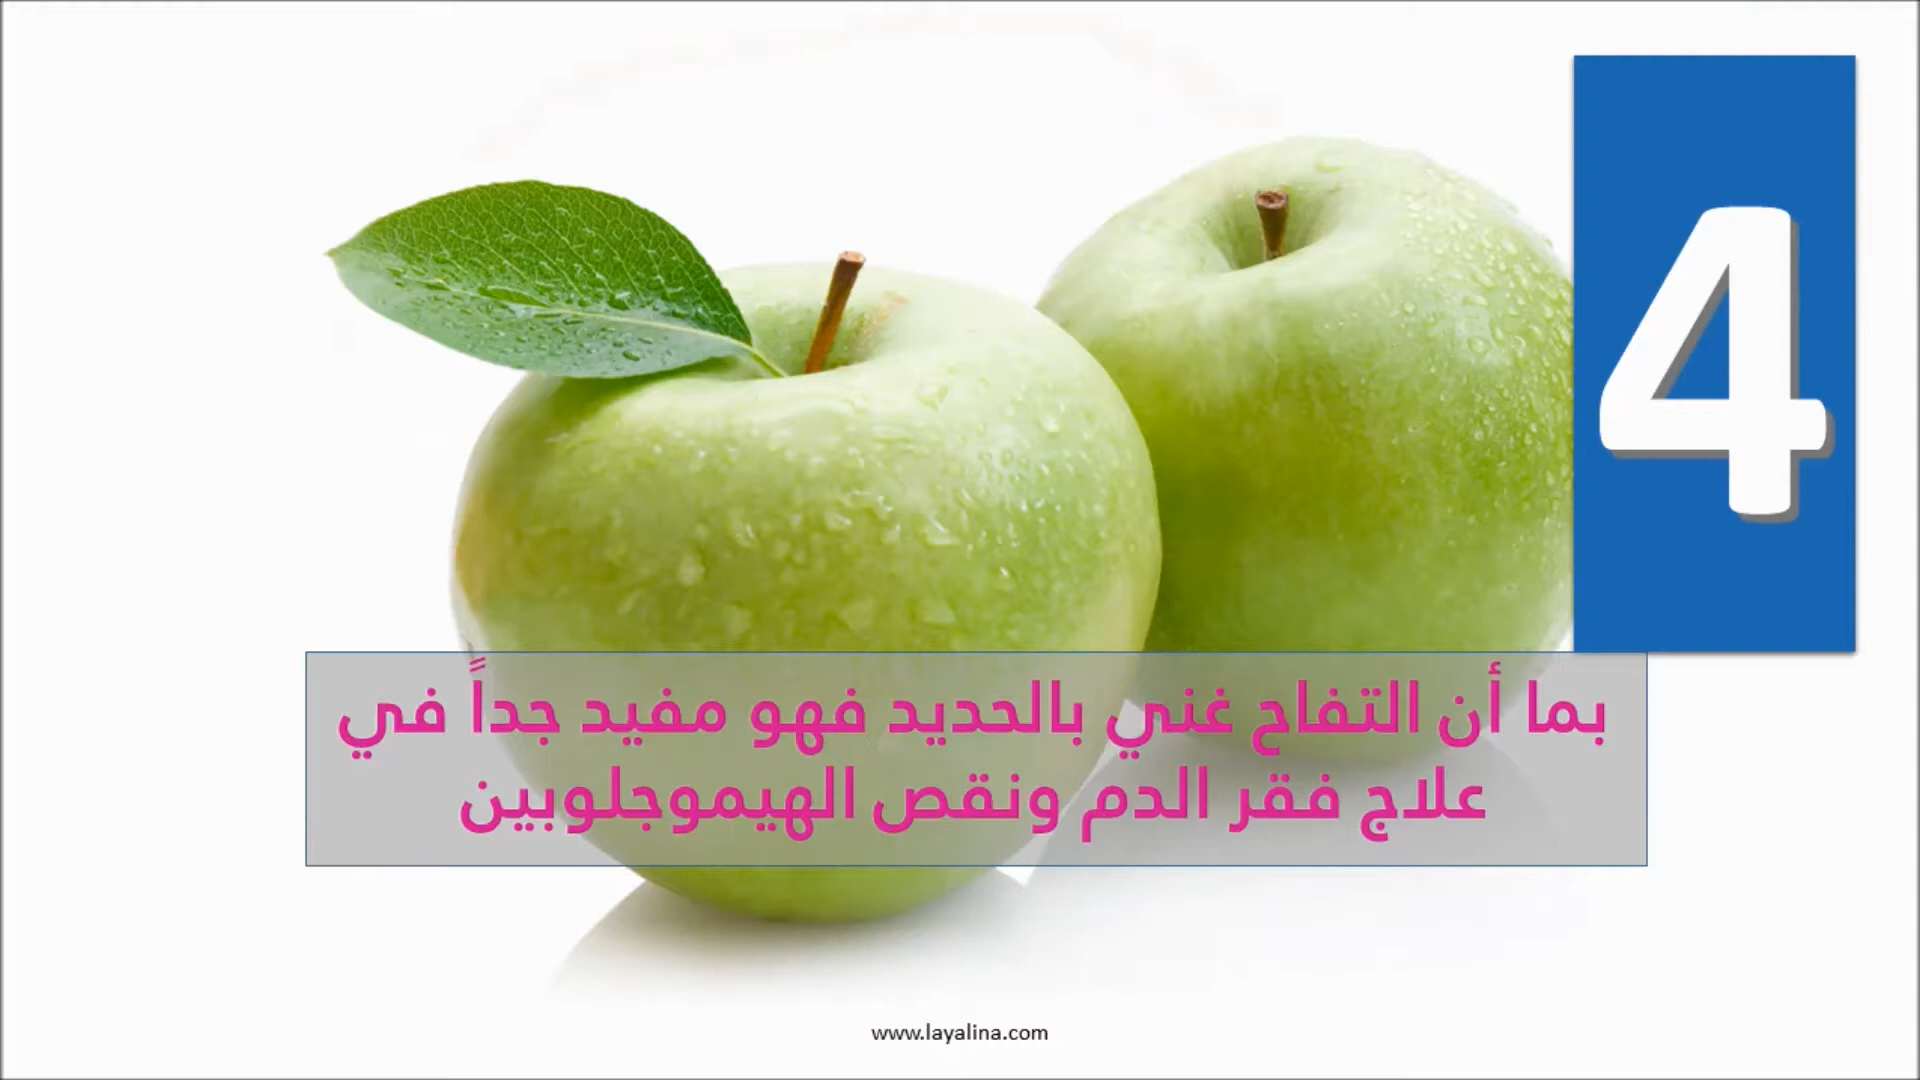 4
بما أن التفاح غني بالحديد فهو مفيد جداً في
علاج فقر الدم ونقص الهيموجلوبين
www.layalina.com